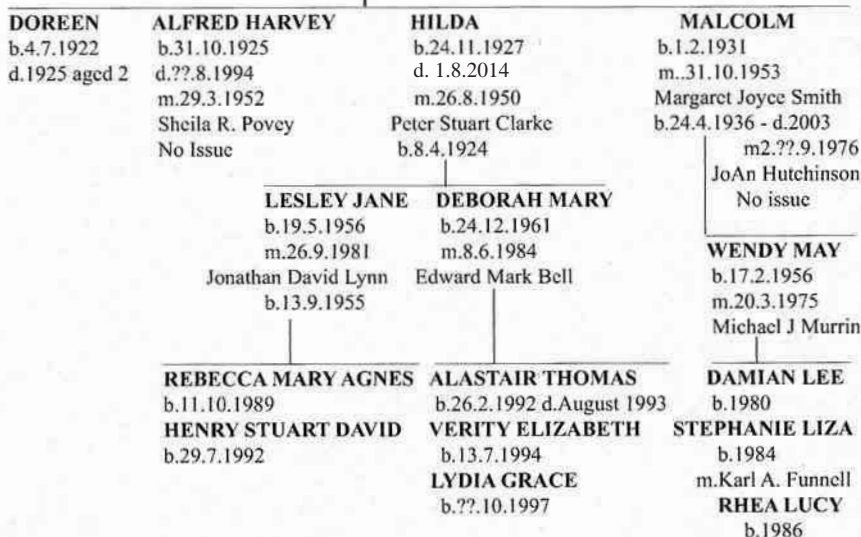 DOREEN
b.4.7.1922
d.1925 aged 2
ALFRED HARVEY
b.31.10.1925
d.??.8.1994
m.29.3.1952
Sheila R. Povey
No Issue
HILDA
b.24.11.1927
d. 1.8.2014
m.26.8.1950
Peter Stuart Clarke
b.8.4.1924
MALCOLM
b.1.2.1931
m..31.10.1953
Margaret Joyce Smith
b.24.4.1936 - d.2003
m2.??.9.1976
JoAn Hutchinson
No issue
LESLEY JANE
b.19.5.1956
m.26.9.1981
Jonathan David Lynn
b.13.9.1955
DEBORAH MARY
b.24.12.1961
m.8.6.1984
Edward Mark Bell
WENDY MAY
b.17.2.1956
m.20.3.1975
Michael J Murrin
REBECCA MARY AGNES
b.11.10.1989
HENRY STUART DAVID
b.29.7.1992
ALASTAIR THOMAS
b.26.2.1992 d.August 1993
VERITY ELIZABETH
b.13.7.1994
LYDIA GRACE
b.??.10.1997
DAMIAN LEE
b.1980
STEPHANIE LIZA
b.1984
m.Karl A. Funnell
RHEA LUCY
b.1986